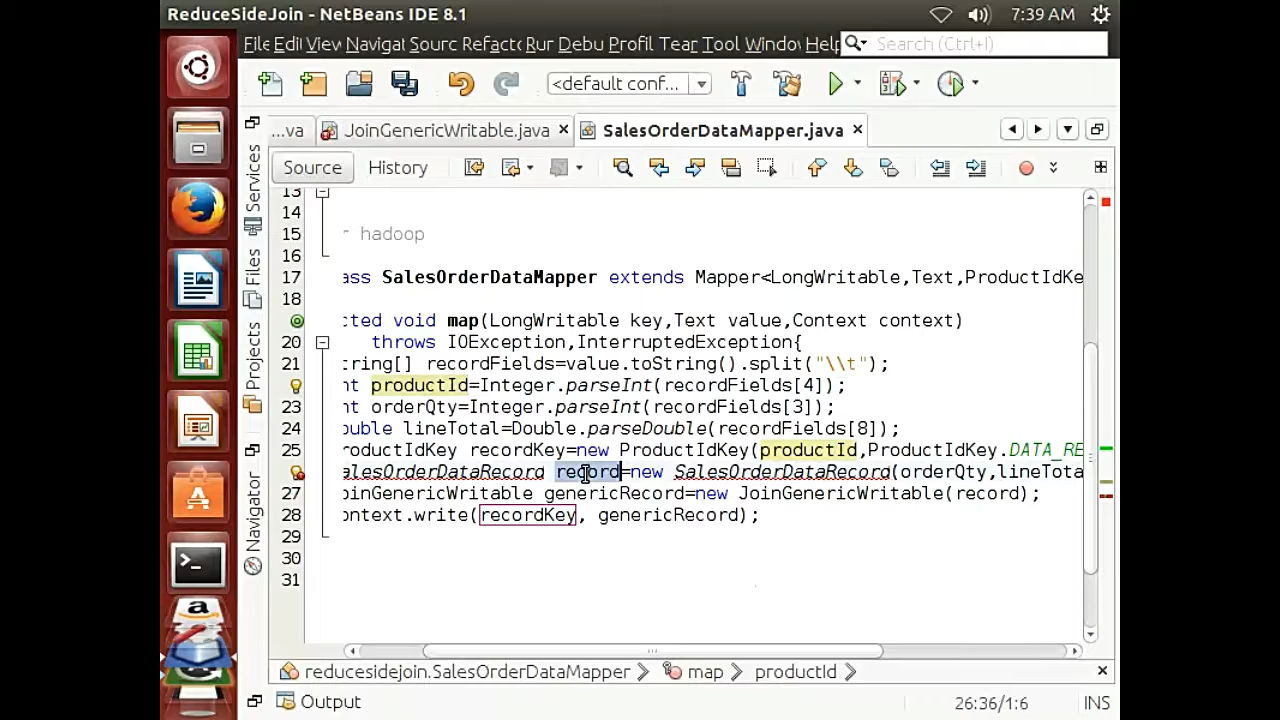 ReduceSideJoin - NetBeans IDE 8.1
7:39 AM
File Edit View Navigat Sourc Refacto Run Debu Profil Tear Tool Windo Help
Search (Ctrl+I)
<default conf...
...va
JoinGenericWritable.java
SalesOrderDataMapper.java
Source
History
Services
Files
Projects
Navigator
13
14
15 r hadoop
16
17 ass SalesOrderDataMapper extends Mapper<LongWritable,Text,ProductIdKe
18
cted void map(LongWritable key,Text value,Context context)
20 throws IOException,InterruptedException{
21 tring[] recordFields=value.toString().split("\\t");
22 nt productId=Integer.parseInt(recordFields[4]);
23 nt orderQty=Integer.parseInt(recordFields[3]);
24 ouble lineTotal=Double.parseDouble(recordFields[8]);
25 roductIdKey recordKey=new ProductIdKey(productId,ProductIdKey.DATA_RE
alesOrderDataRecord record=new SalesOrderDataRecord(orderQty,lineTota
27 oinGenericWritable genericRecord=new JoinGenericWritable(record);
28 ontext.write(recordKey, genericRecord);
29
30
31
reducesidejoin.SalesOrderDataMapper
map
productId
Output
26:36/1:6
INS